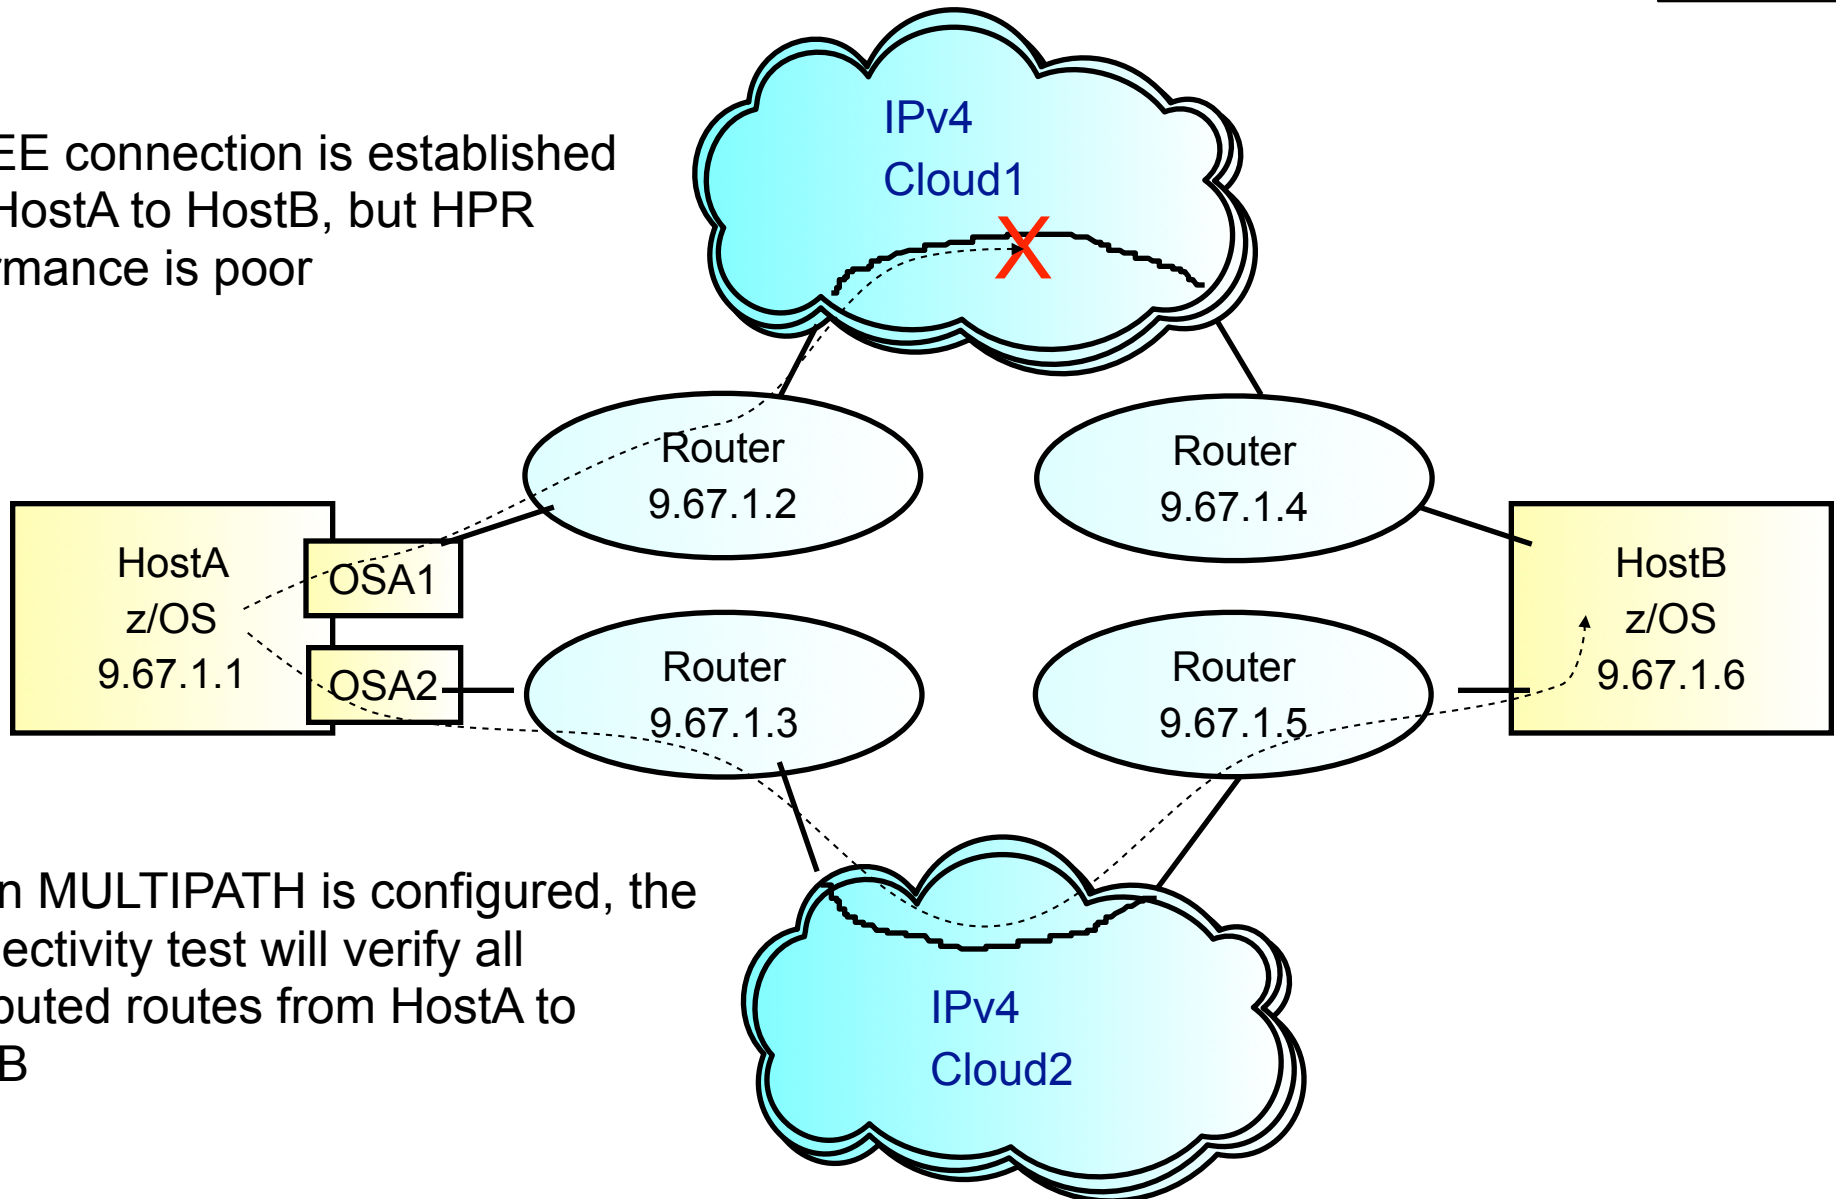 EE connection is established
HostA to HostB, but HPR
rmance is poor
IPv4
Cloud1
X
Router
9.67.1.2
Router
9.67.1.4
HostA
z/OS
9.67.1.1
OSA1
OSA2
HostB
z/OS
9.67.1.6
Router
9.67.1.3
Router
9.67.1.5
n MULTIPATH is configured, the
ectivity test will verify all
puted routes from HostA to
B
IPv4
Cloud2